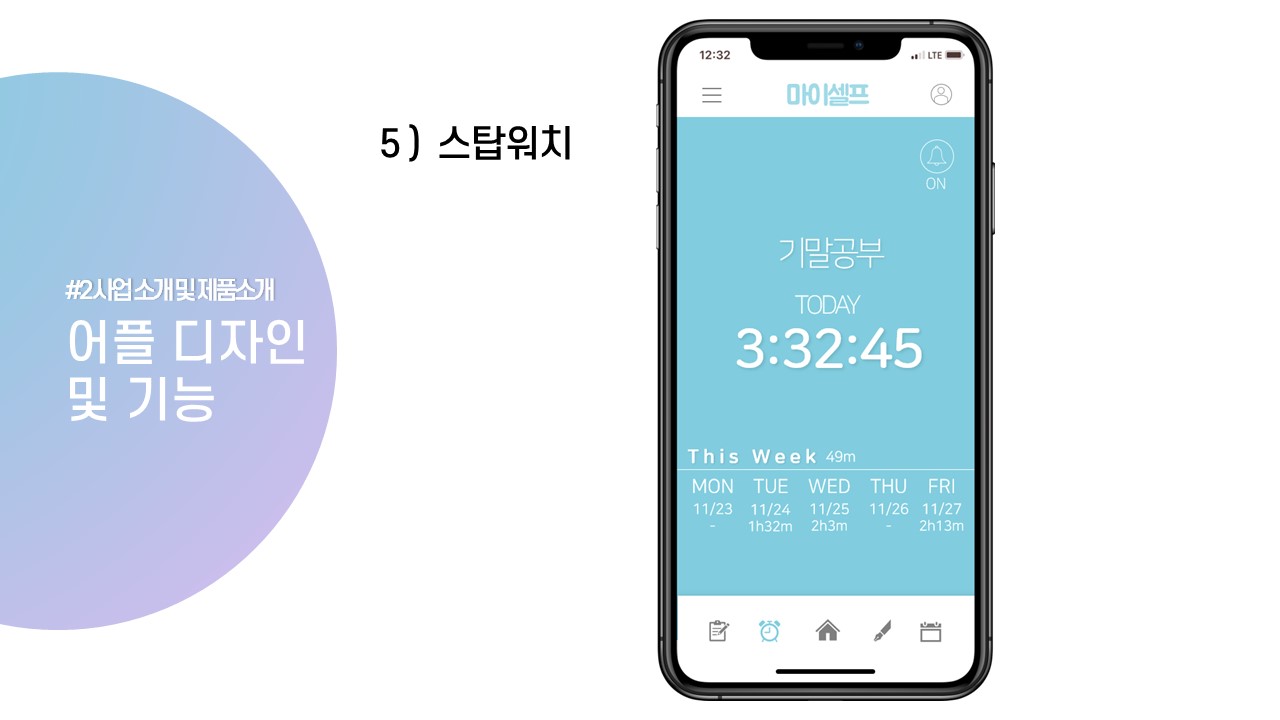 #2 사업 소개 및 제품소개
어플 디자인
및 기능
5) 스탑워치
12:32
LTE
마이셀프
ON
기말공부
TODAY
3:32:45
This Week 49m
MON TUE WED THU FRI
11/23 11/24 11/25 11/26 11/27
- 1h32m 2h3m - 2h13m